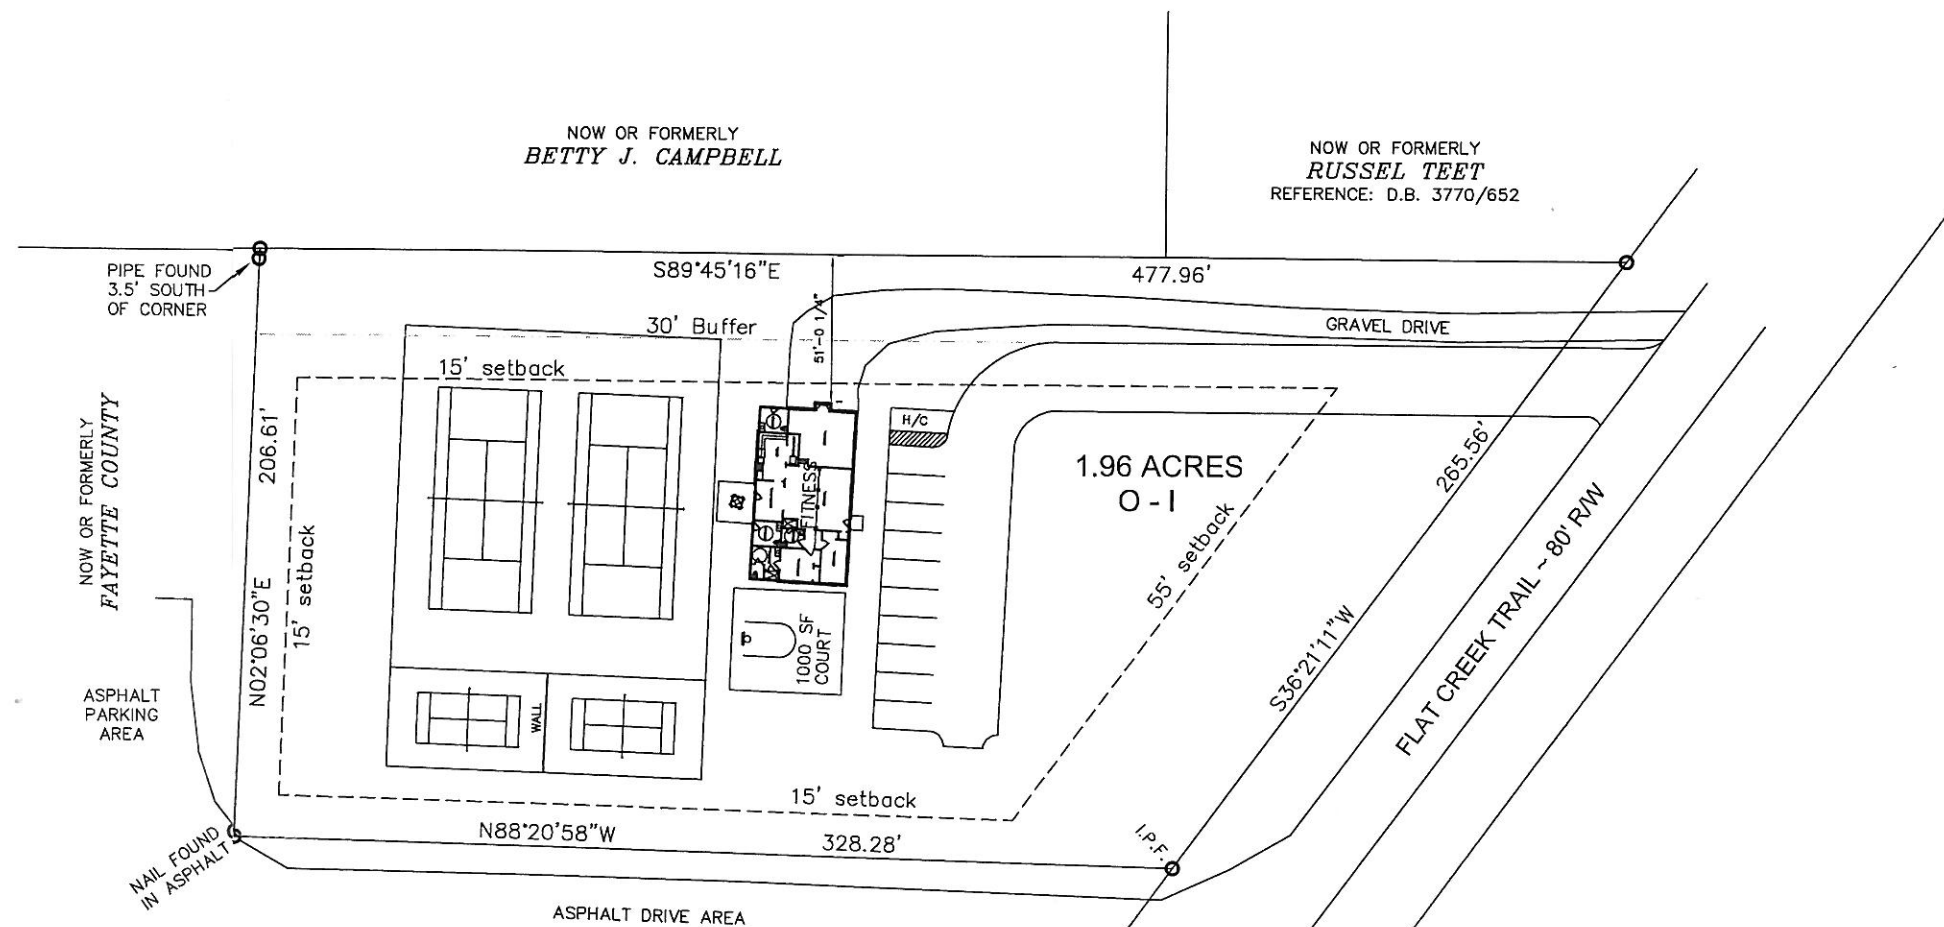 NOW OR FORMERLY
BETTY J. CAMPBELL
NOW OR FORMERLY
RUSSEL TEET
REFERENCE: D.B. 3770/652
PIPE FOUND
3.5' SOUTH
OF CORNER
S89°45'16"E
477.96'
51'-0 1/4"
30' Buffer
GRAVEL DRIVE
15' setback
NOW OR FORMERLY
FAYETTE COUNTY
206.61'
N02°06'30"E
15' setback
H/C
FITNESS
1.96 ACRES
O - I
265.56'
55' setback
S36°21'11"W
FLAT CREEK TRAIL ~ 80' R/W
1000 SF
COURT
WALL
ASPHALT
PARKING
AREA
15' setback
N88°20'58"W
328.28'
I.P.F.
NAIL FOUND
IN ASPHALT
ASPHALT DRIVE AREA